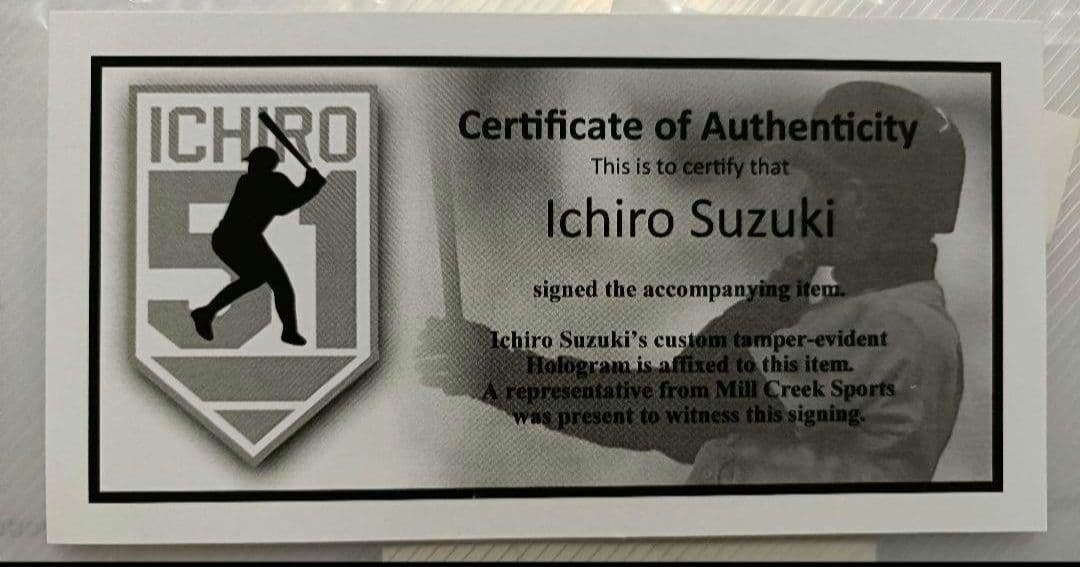 ICHIRO
51
Certificate of Authenticity
This is to certify that
Ichiro Suzuki
signed the accompanying item.
Ichiro Suzuki's custom tamper-evident
Hologram is affixed to this item.
A representative from Mill Creek Sports
was present to witness this signing.